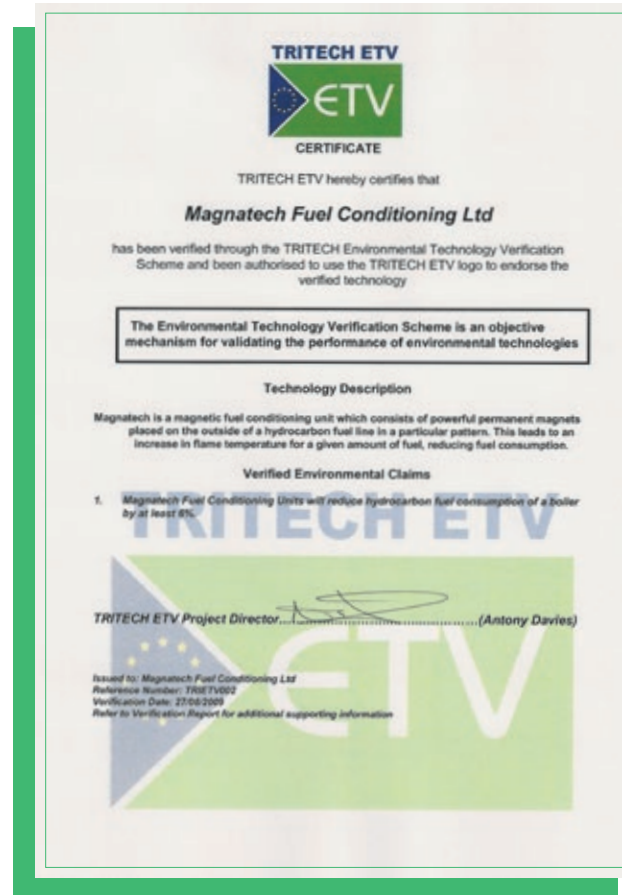 TRITECH ETV
ETV
CERTIFICATE
TRITECH ETV hereby certifies that
Magnatech Fuel Conditioning Ltd
has been verified through the TRITECH Environmental Technology Verification
Scheme and been authorised to use the TRITECH ETV logo to endorse the
verified technology
The Environmental Technology Verification Scheme is an objective
mechanism for validating the performance of environmental technologies
Technology Description
Magnatech is a magnetic fuel conditioning unit which consists of powerful permanent magnets
placed on the outside of a hydrocarbon fuel line in a particular pattern. This leads to an
increase in flame temperature for a given amount of fuel, reducing fuel consumption.
Verified Environmental Claims
1. Magnatech Fuel Conditioning Units will reduce hydrocarbon fuel consumption of a boiler
by at least 6%.
TRITECH ETV
TRITECH ETV Project Director....................(Antony Davies)
ETV
Issued to: Magnatech Fuel Conditioning Ltd
Reference Number: TRIETV002
Verification Date: 27/08/2009
Refer to Verification Report for additional supporting information